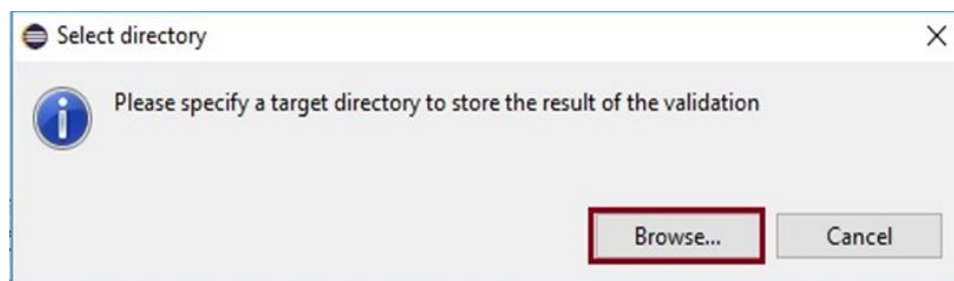 Select directory
Please specify a target directory to store the result of the validation
Browse... Cancel